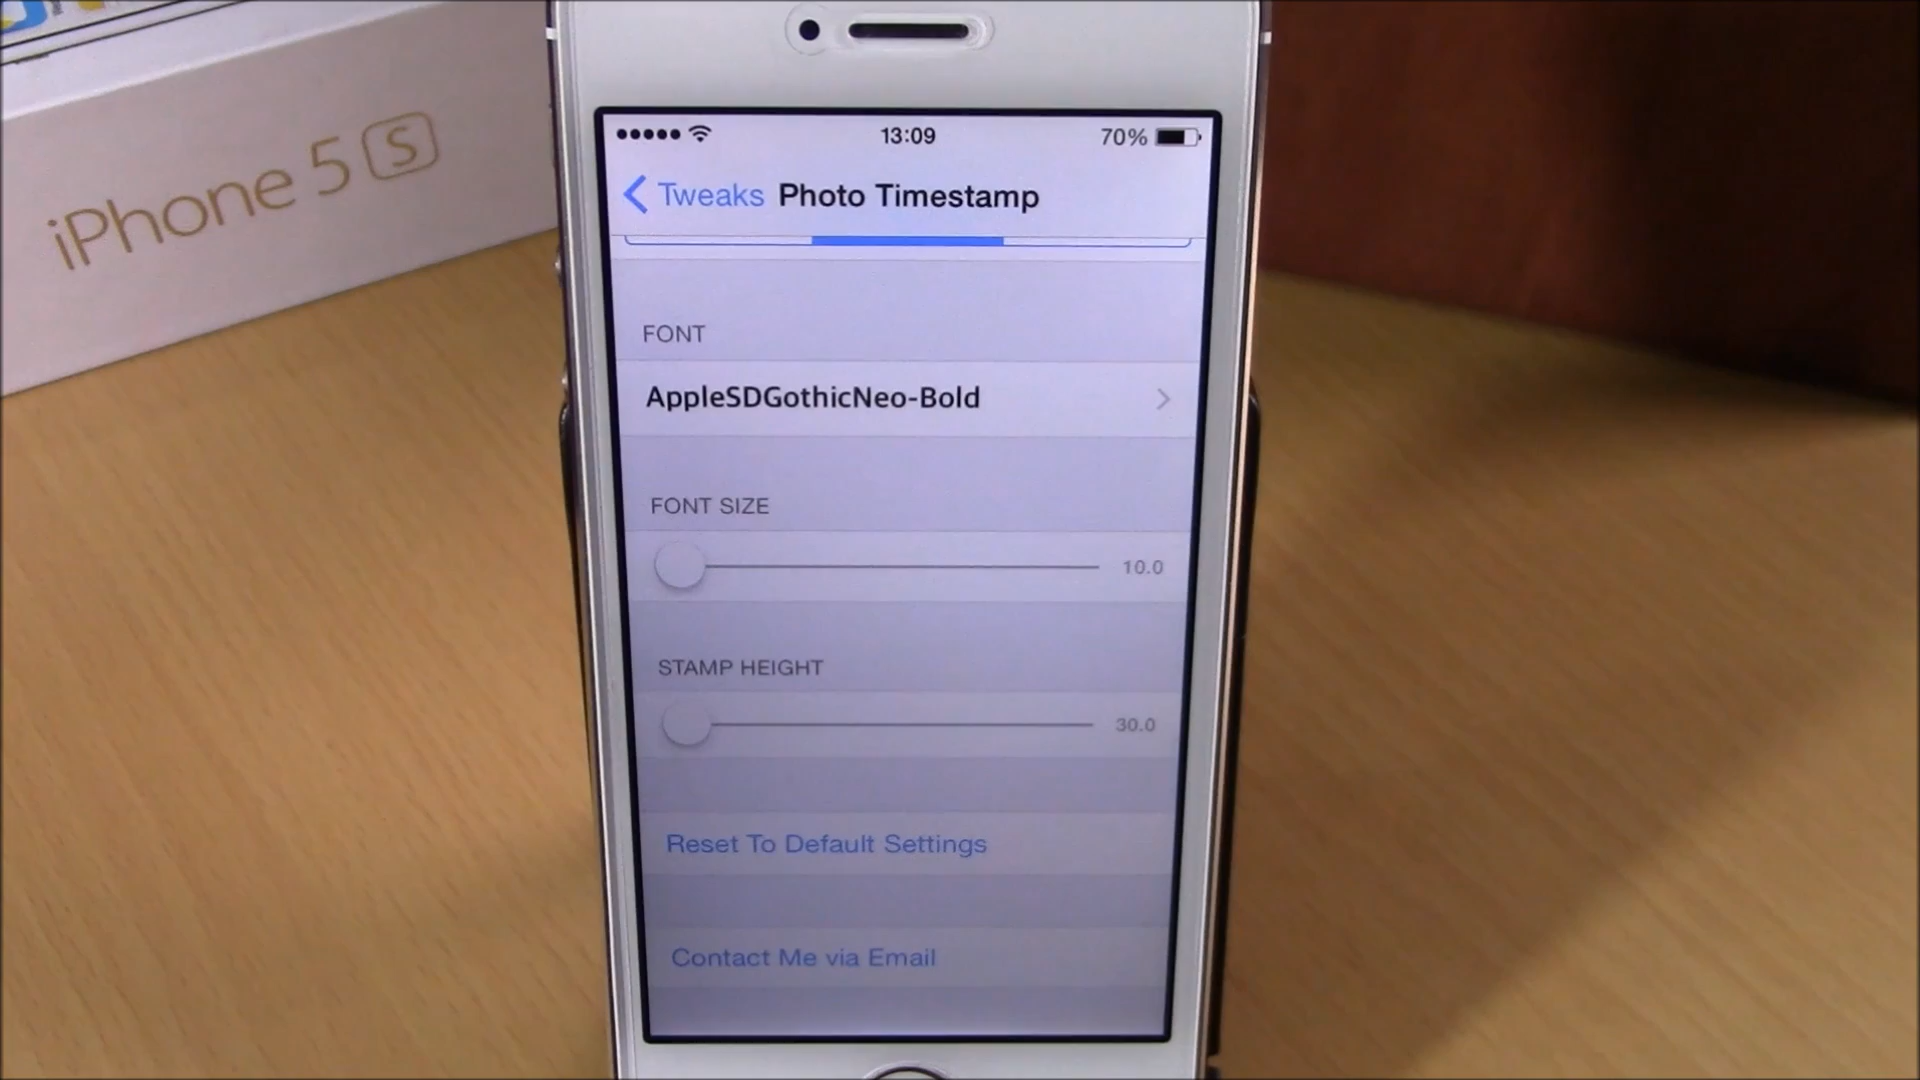 iPhone 5 S
13:09
70%
Tweaks Photo Timestamp
FONT
AppleSDGothicNeo-Bold
FONT SIZE
10.0
STAMP HEIGHT
30.0
Reset To Default Settings
Contact Me via Email